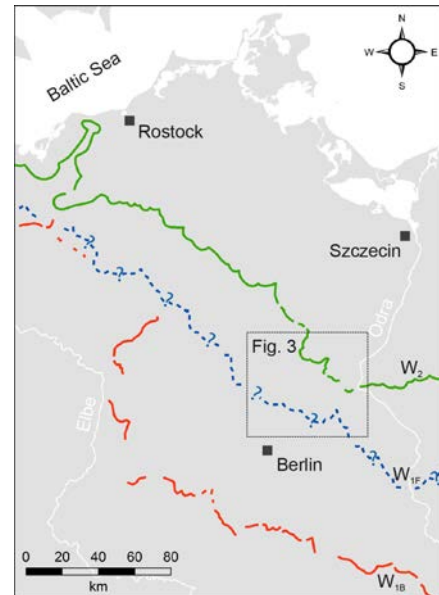 N
W E
S
Baltic Sea
Rostock
Szczecin
Odra
?
?
?
Fig. 3
?
W2
?
?
Elbe
Berlin
?
W1F
?
0 20 40 60 80
km
W1B